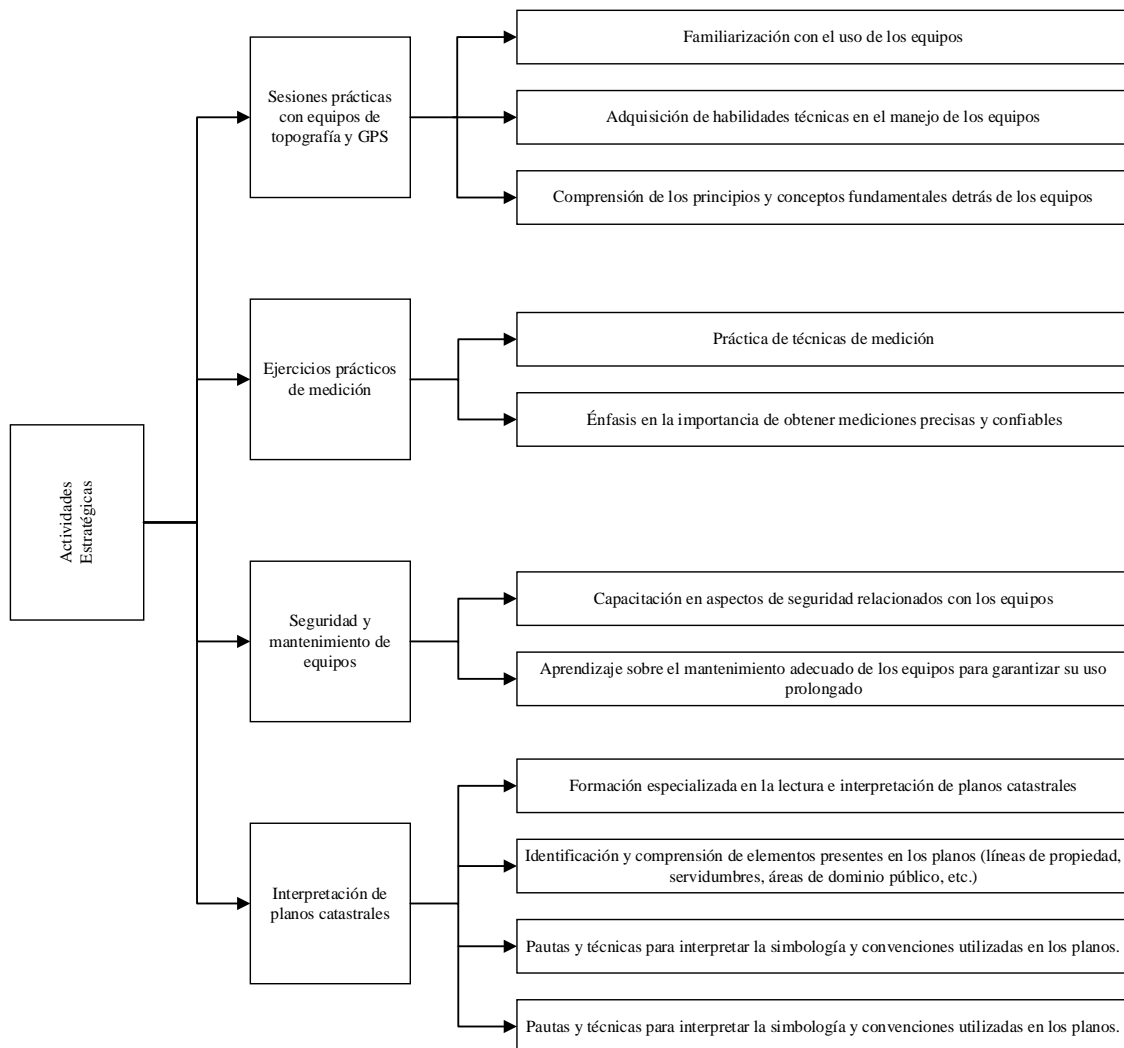 Actividades
Estratégicas
Sesiones prácticas
con equipos de
topografía y GPS
Familiarización con el uso de los equipos
Adquisición de habilidades técnicas en el manejo de los equipos
Comprensión de los principios y conceptos fundamentales detrás de los equipos
Ejercicios prácticos
de medición
Práctica de técnicas de medición
Énfasis en la importancia de obtener mediciones precisas y confiables
Seguridad y
mantenimiento de
equipos
Capacitación en aspectos de seguridad relacionados con los equipos
Aprendizaje sobre el mantenimiento adecuado de los equipos para garantizar su uso
prolongado
Interpretación de
planos catastrales
Formación especializada en la lectura e interpretación de planos catastrales
Identificación y comprensión de elementos presentes en los planos (líneas de propiedad,
servidumbres, áreas de dominio público, etc.)
Pautas y técnicas para interpretar la simbología y convenciones utilizadas en los planos.
Pautas y técnicas para interpretar la simbología y convenciones utilizadas en los planos.